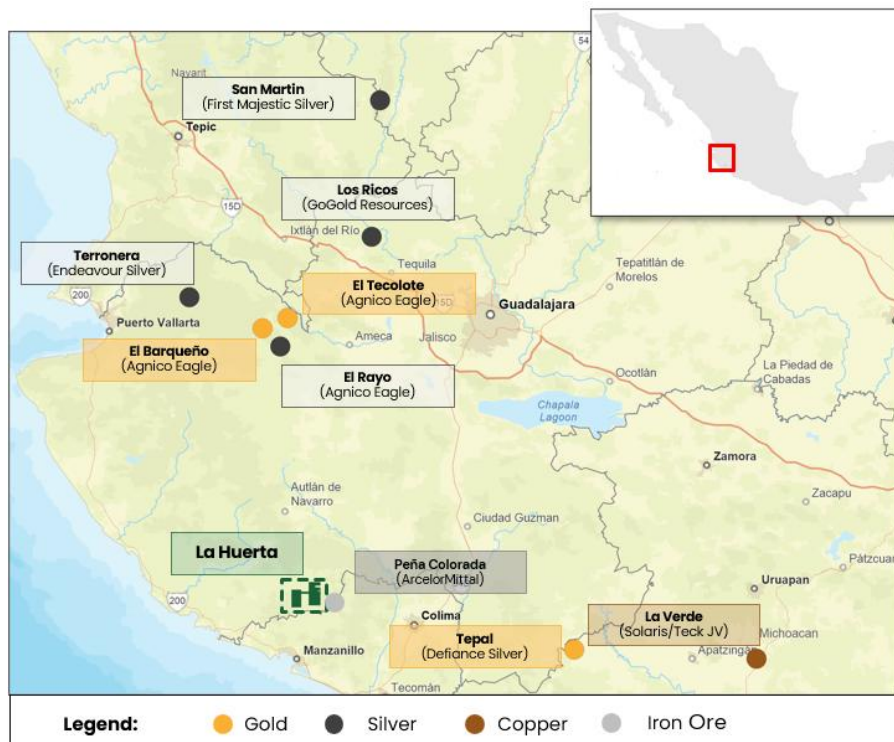 54
Nayarit
San Martin
(First Majestic Silver)
Tepic
Los Ricos
(GoGold Resources)
15D
Ixtlán del Río
Terronera
(Endeavour Silver)
Tequila
Tepatitlán de
Morelos
El Tecolote
(Agnico Eagle)
15D
200
Guadalajara
Puerto Vallarta
Ameca
Jalisco
El Barqueño
(Agnico Eagle)
El Rayo
(Agnico Eagle)
Ocotlán
La Piedad de
Cabadas
Chapala
Lagoon
Zamora
Autlán de
Navarro
Zacapu
Ciudad Guzman
La Huerta
Peña Colorada
(ArcelorMittal)
Pátzcuar
Uruapan
200
Colima
La Verde
(Solaris/Teck JV)
Michoacan
Tepal
(Defiance Silver)
Apatzingán
Manzanillo
Tecomán
Legend:
Gold
Silver
Copper
Iron Ore